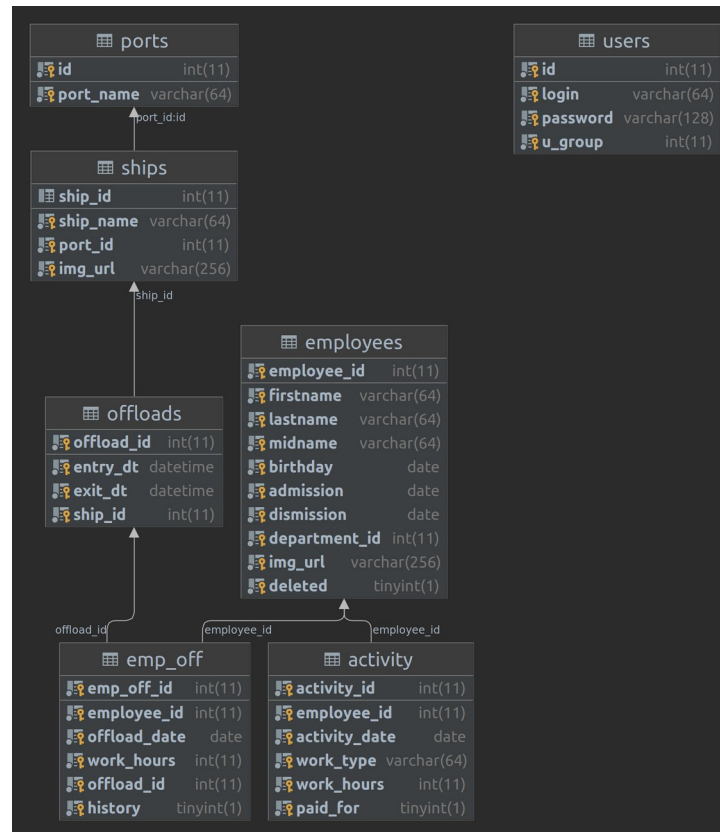 ports
id int(11)
port_name varchar(64)
port_id:id
users
id int(11)
login varchar(64)
password varchar(128)
u_group int(11)
ships
ship_id int(11)
ship_name varchar(64)
port_id int(11)
img_url varchar(256)
ship_id
employees
employee_id int(11)
firstname varchar(64)
lastname varchar(64)
midname varchar(64)
birthday date
admission date
dismission date
department_id int(11)
img_url varchar(256)
deleted tinyint(1)
offloads
offload_id int(11)
entry_dt datetime
exit_dt datetime
ship_id int(11)
offload_id
employee_id
employee_id
emp_off
emp_off_id int(11)
employee_id int(11)
offload_date date
work_hours int(11)
offload_id int(11)
history tinyint(1)
activity
activity_id int(11)
employee_id int(11)
activity_date date
work_type varchar(64)
work_hours int(11)
paid_for tinyint(1)